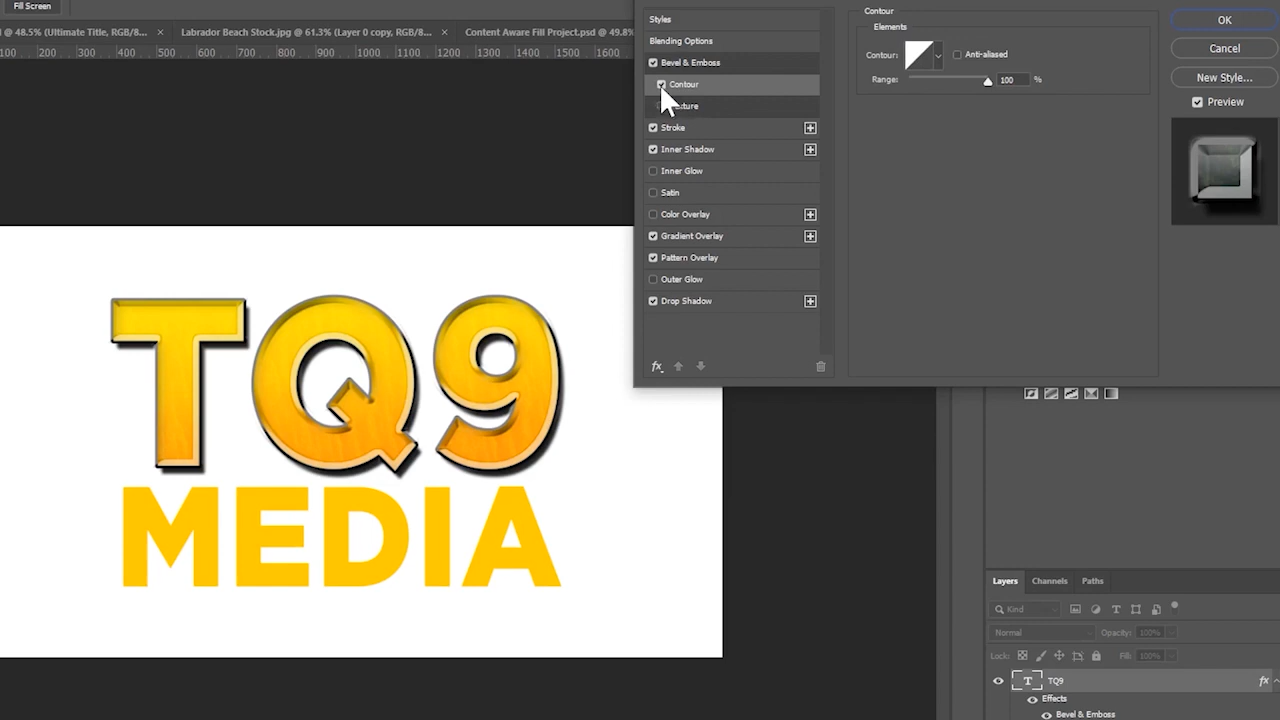 Fill Screen
@ 48.5% (Ultimate Title, RGB/8...
Labrador Beach Stock.jpg @ 61.3% (Layer 0 copy, RGB/8...
Content Aware Fill Project.psd @ 49.8%
100 200 300 400 500 600 700 800 900 1000 1100 1200 1300 1400 1500 1600
Styles
Blending Options
Bevel & Emboss
Contour
Stroke
Inner Shadow
Inner Glow
Satin
Color Overlay
Gradient Overlay
Pattern Overlay
Outer Glow
Drop Shadow
fx
Contour
Elements
Contour:
Anti-aliased
Range: 100 %
OK
Cancel
New Style...
Preview
TQ9
MEDIA
Layers Channels Paths
Kind
Normal Opacity: 100%
Lock: Fill: 100%
T TQ9 fx
Effects
Bevel & Emboss